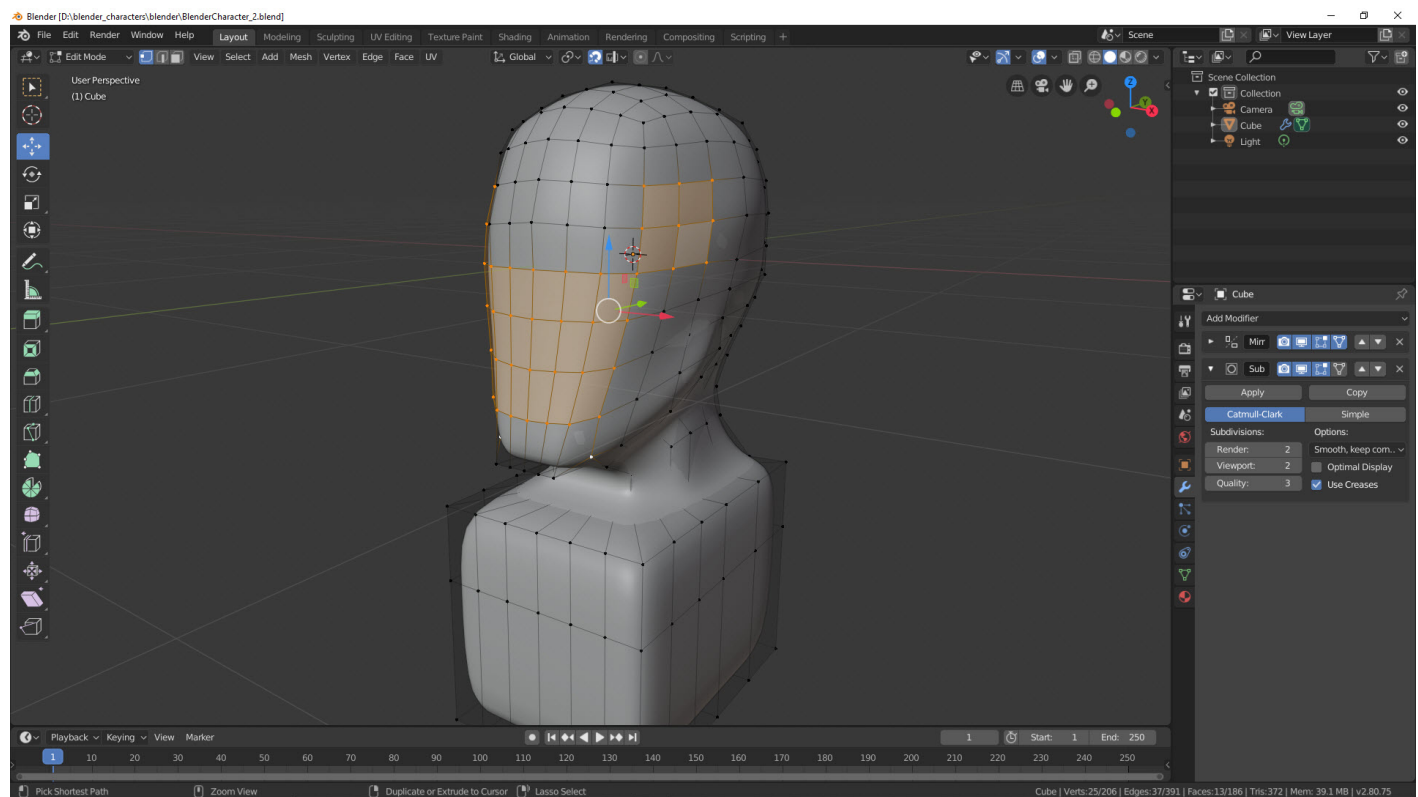 Blender [D:\blender_characters\blender\BlenderCharacter_2.blend]
File Edit Render Window Help Layout Modeling Sculpting UV Editing Texture Paint Shading Animation Rendering Compositing Scripting + Scene View Layer
Edit Mode View Select Add Mesh Vertex Edge Face UV Global
User Perspective
(1) Cube
Z
Y
X
Scene Collection
Collection
Camera
Cube
Light
Cube
Add Modifier
Mirr
Sub
Apply Copy
Catmull-Clark Simple
Subdivisions: Options:
Render: 2 Smooth, keep corn..
Viewport: 2 Optimal Display
Quality: 3 Use Creases
Playback Keying View Marker 1 Start: 1 End: 250
1 10 20 30 40 50 60 70 80 90 100 110 120 130 140 150 160 170 180 190 200 210 220 230 240 250
Pick Shortest Path Zoom View Duplicate or Extrude to Cursor Lasso Select Cube | Verts:25/206 | Edges:37/391 | Faces:13/186 | Tris:372 | Mem: 39.1 MB | v2.80.75